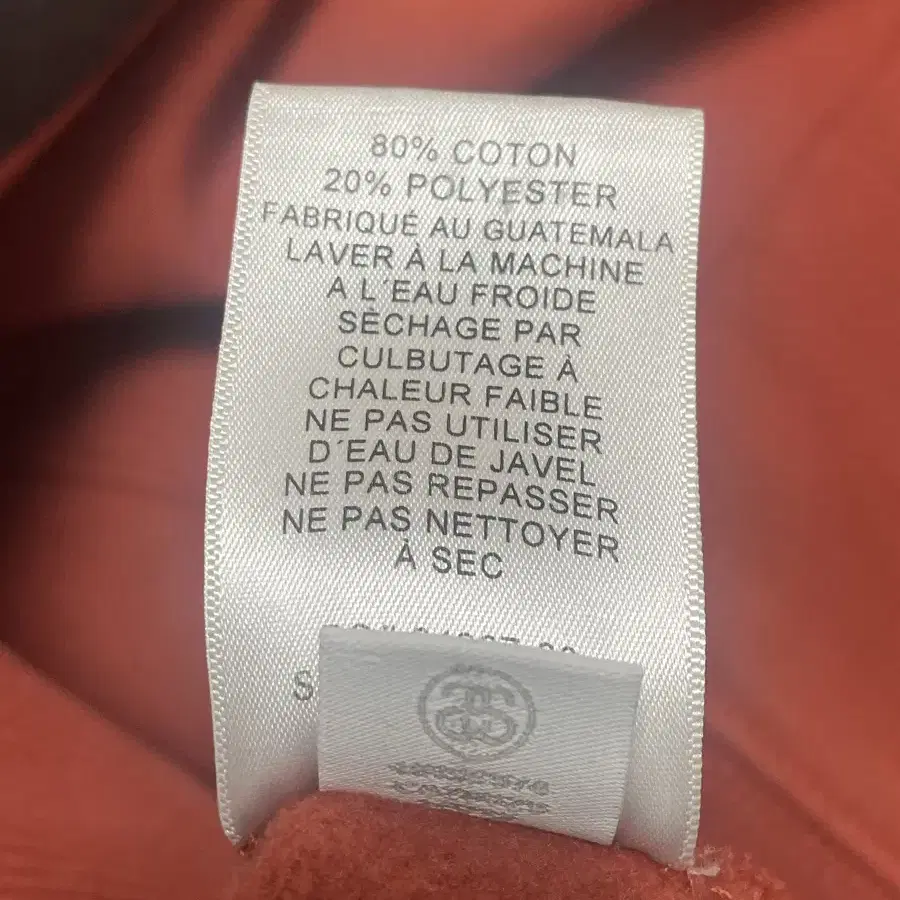 80% COTON
20% POLYESTER
FABRIQUÉ AU GUATEMALA
LAVER À LA MACHINE
A L´EAU FROIDE
SÈCHAGE PAR
CULBUTAGE À
CHALEUR FAIBLE
NE PAS UTILISER
D´EAU DE JAVEL
NE PAS REPASSER
NE PAS NETTOYER
À SEC